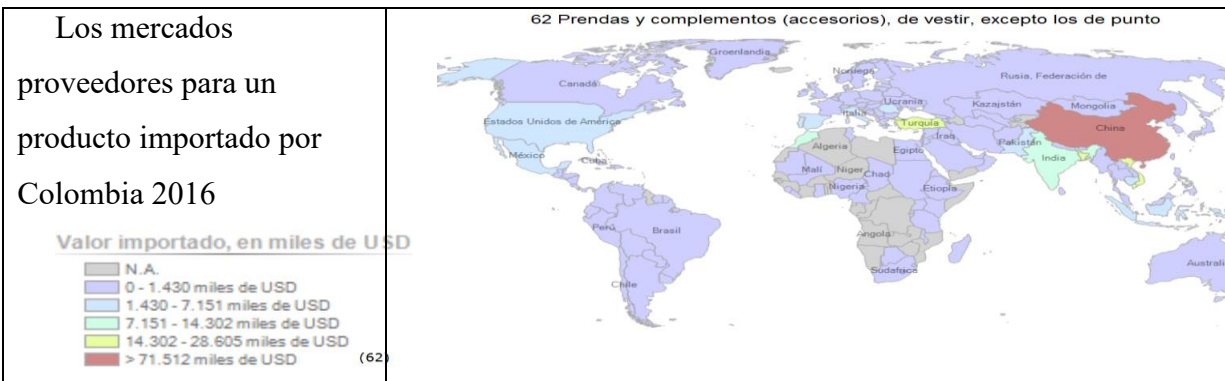 Los mercados
proveedores para un
producto importado por
Colombia 2016
Valor importado, en miles de USD
N.A.
0 - 1.430 miles de USD
1.430 - 7.151 miles de USD
7.151 - 14.302 miles de USD
14.302 - 28.605 miles de USD
> 71.512 miles de USD
(62)
62 Prendas y complementos (accesorios), de vestir, excepto los de punto
Groenlandia
Canadá
Noruega
Rusia, Federación de
Ucrania
Kazajstán
Mongolia
Estados Unidos de América
Italia
Turquía
China
Irán
Pakistán
México
Cuba
Algeria
Egipto
India
Malí
Niger
Chad
Nigeria
Etiopía
Perú
Brasil
Angola
Chile
Sudáfrica
Australi